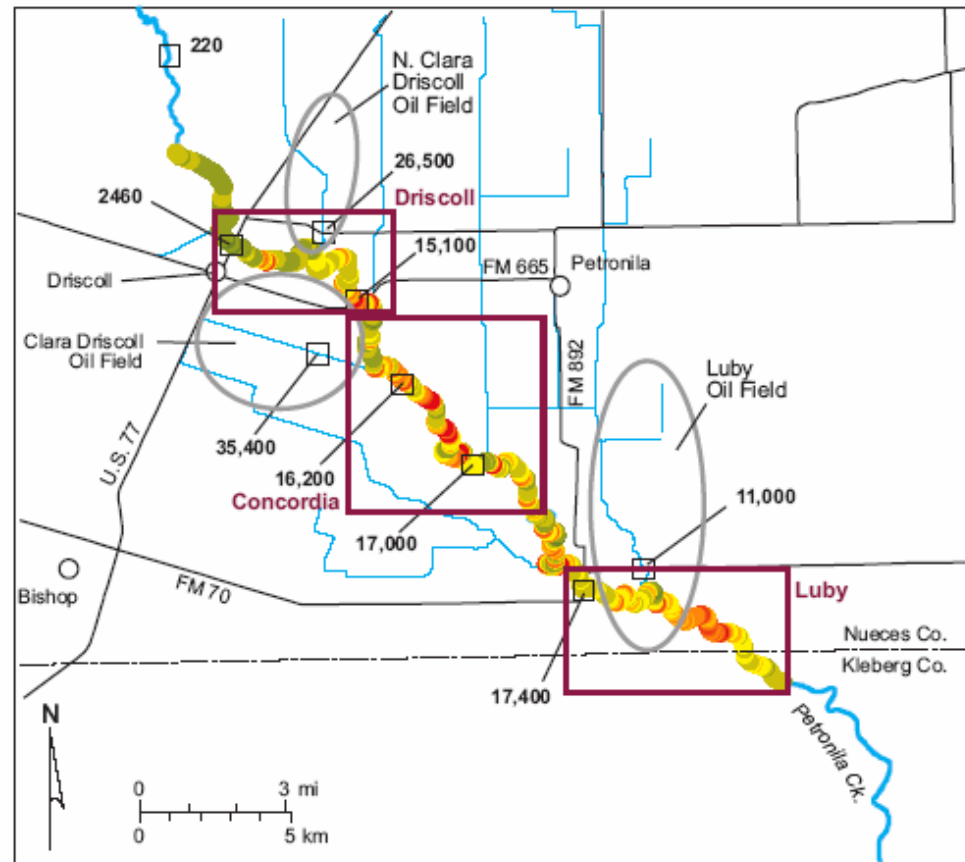 220
N. Clara
Driscoll
Oil Field
26,500
2460
Driscoll
15,100
FM 665
Petronila
Driscoll
Clara Driscoll
Oil Field
FM 892
Luby
Oil Field
U.S. 77
35,400
16,200
Concordia
11,000
17,000
Bishop
FM 70
Luby
Nueces Co.
Kleberg Co.
17,400
Petronila Ck.
N
0 3 mi
0 5 km